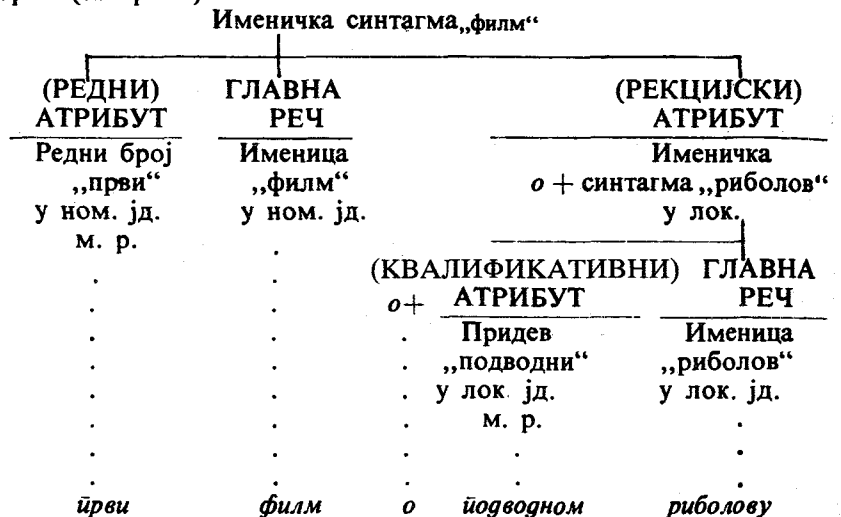 Именичка синтагма„филм“
(РЕДНИ) ГЛАВНА (РЕКЦИЈСКИ)
АТРИБУТ РЕЧ АТРИБУТ
Редни број Именица Именичка
„први“ „филм“ о + синтагма „риболов“
у ном. јд. у ном. јд. у лок.
м. р.
(КВАЛИФИКАТИВНИ) ГЛАВНА
о+ АТРИБУТ РЕЧ
Придев Именица
„подводни“ „риболов“
у лок. јд. у лок. јд.
м. р.
први филм о подводном риболову